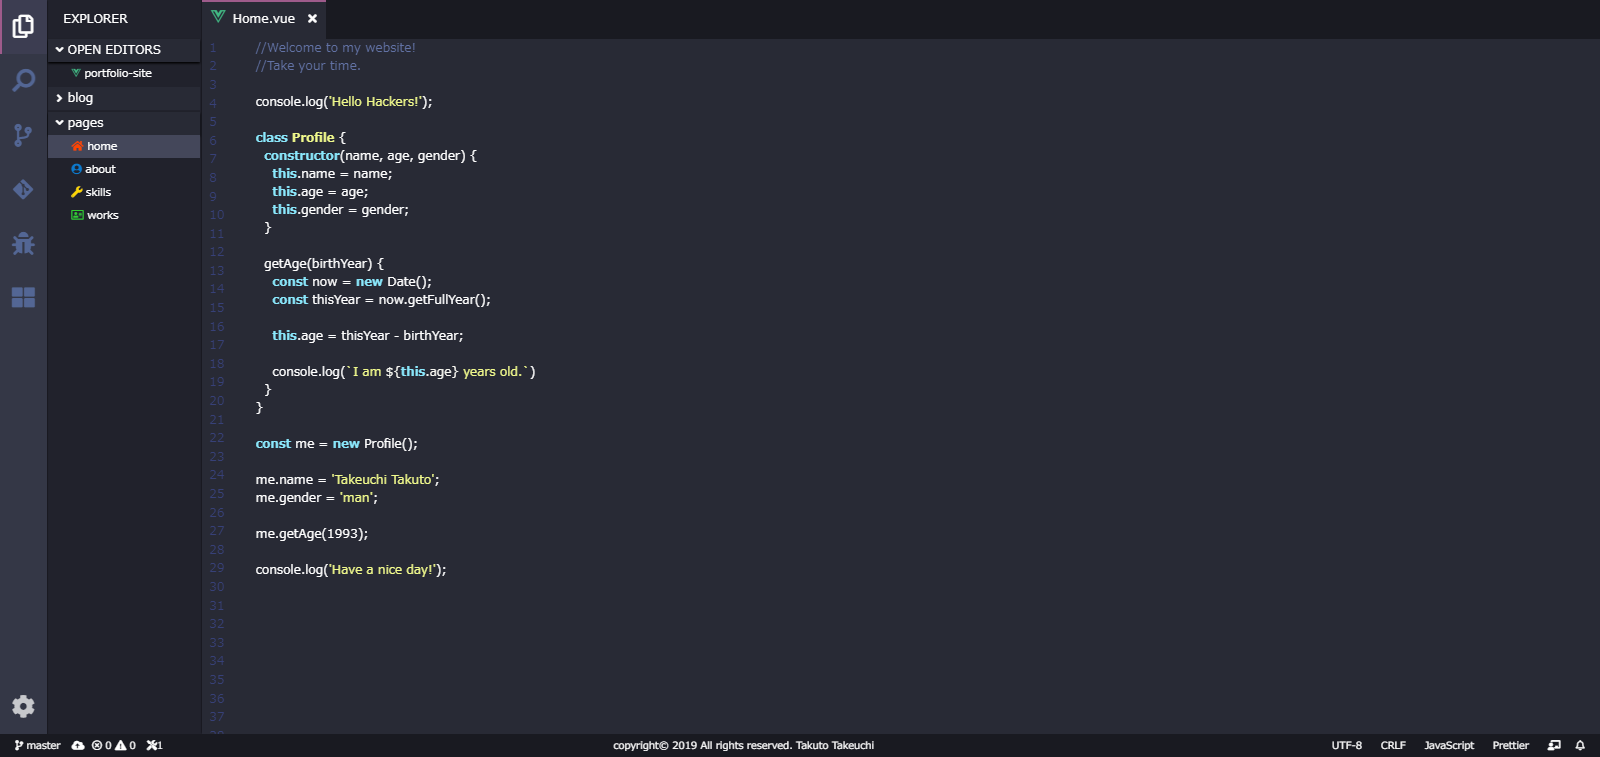 EXPLORER
OPEN EDITORS
portfolio-site
blog
pages
home
about
skills
works
Home.vue
1
2
3
4
5
6
7
8
9
10
11
12
13
14
15
16
17
18
19
20
21
22
23
24
25
26
27
28
29
30
31
32
33
34
35
36
37
//Welcome to my website!
//Take your time.
console.log('Hello Hackers!');
class Profile {
constructor(name, age, gender) {
this.name = name;
this.age = age;
this.gender = gender;
}
getAge(birthYear) {
const now = new Date();
const thisYear = now.getFullYear();
this.age = thisYear - birthYear;
console.log(`I am ${this.age} years old.`)
}
}
const me = new Profile();
me.name = 'Takeuchi Takuto';
me.gender = 'man';
me.getAge(1993);
console.log('Have a nice day!');
master 0 0 1
copyright© 2019 All rights reserved. Takuto Takeuchi
UTF-8 CRLF JavaScript Prettier